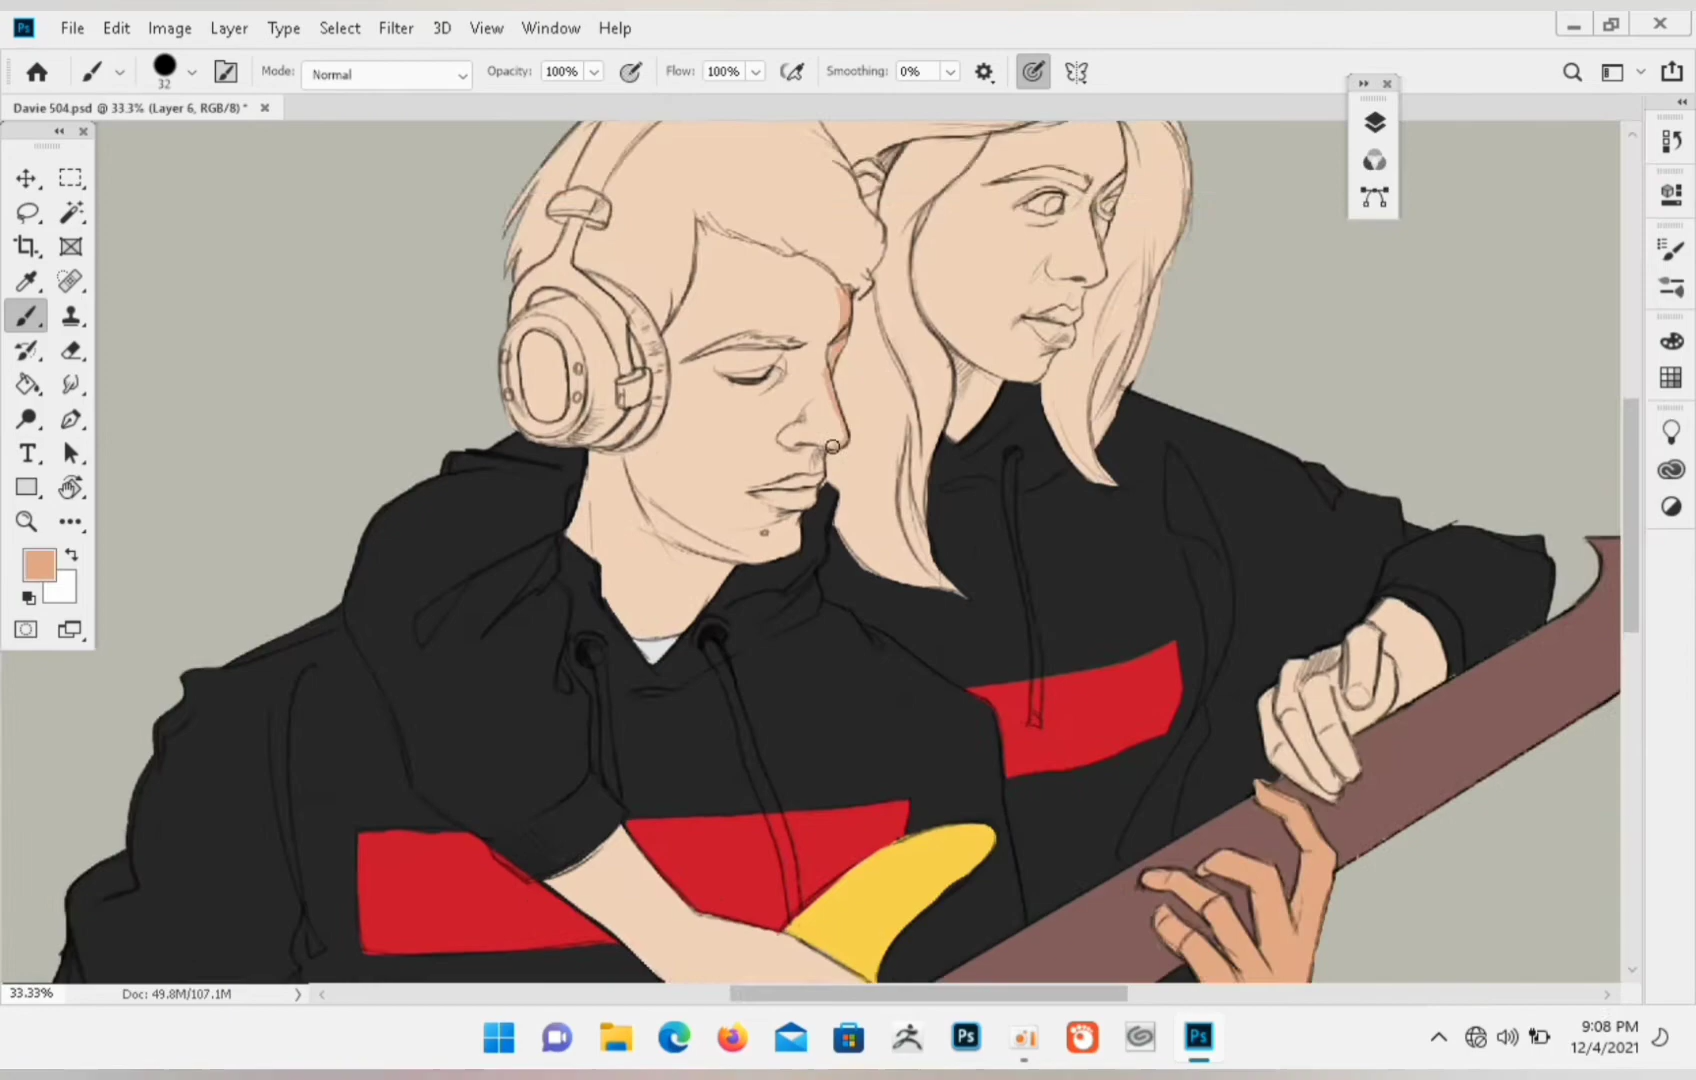 Ps File Edit Image Layer Type Select Filter 3D View Window Help
32 Mode: Normal Opacity: 100% Flow: 100% Smoothing: 0%
Davie 504.psd @ 33.3% (Layer 6, RGB/8) *
T
33.33% Doc: 49.8M/107.1M
Ps Ps 9:08 PM
12/4/2021